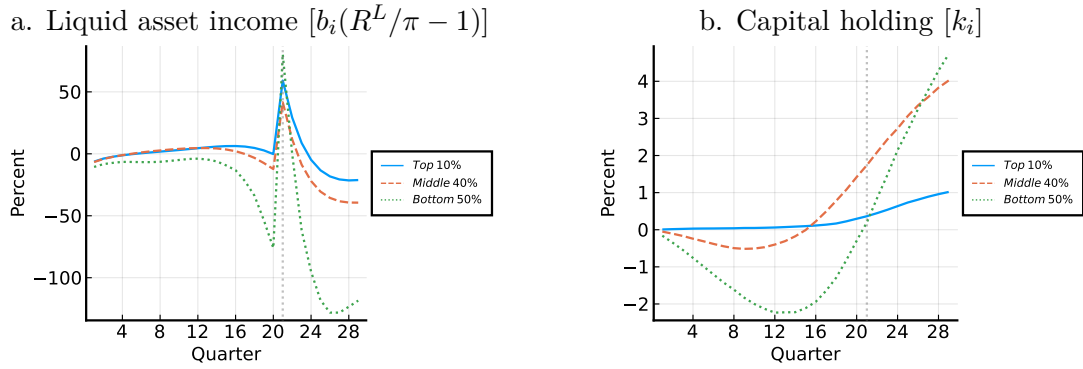 a. Liquid asset income [b_i(R^L/π − 1)]
Percent
50
0
−50
−100
4 8 12 16 20 24 28
Quarter
Top 10%
Middle 40%
Bottom 50%
b. Capital holding [k_i]
Percent
4
3
2
1
0
−1
−2
4 8 12 16 20 24 28
Quarter
Top 10%
Middle 40%
Bottom 50%